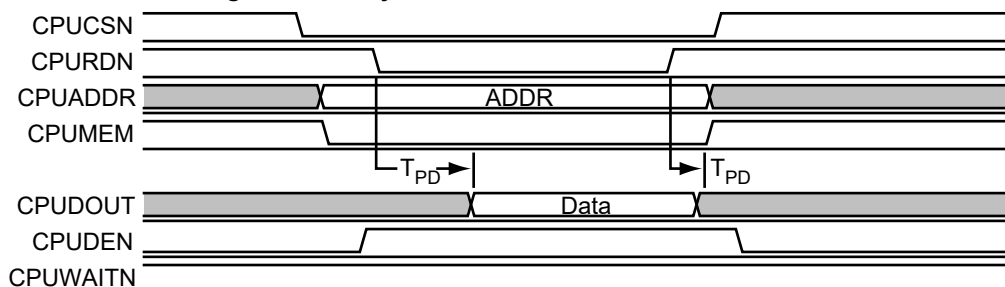 CPUCSN
CPURDN
CPUADDR ADDR
CPUMEM
TPD TPD
CPUDOUT Data
CPUDEN
CPUWAITN